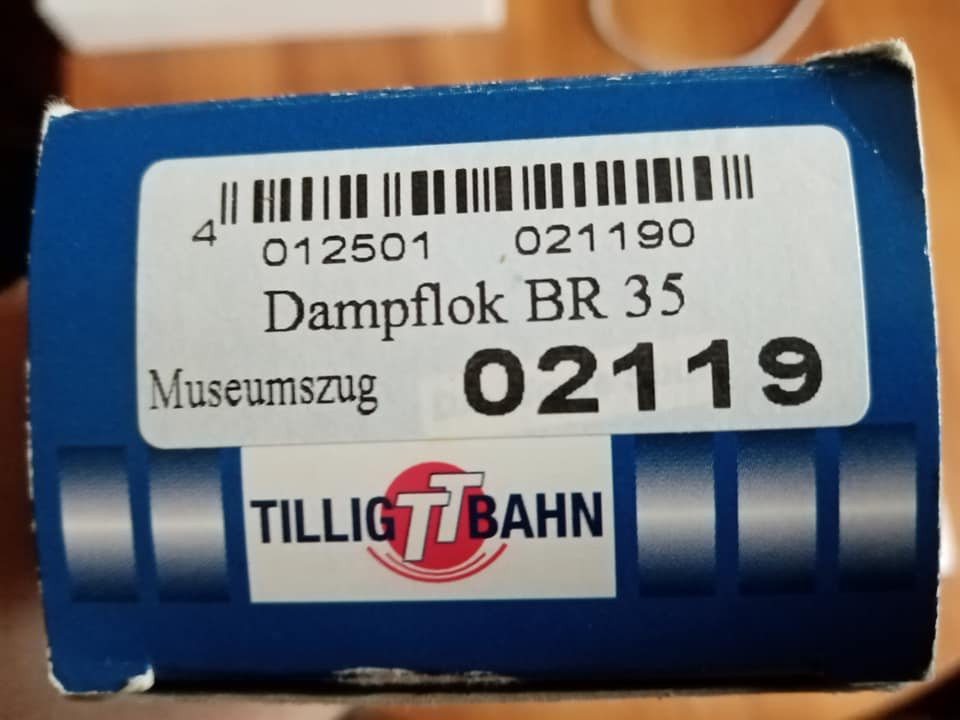 4 012501 021190
Dampflok BR 35
Museumszug 02119
TILLIG TT BAHN